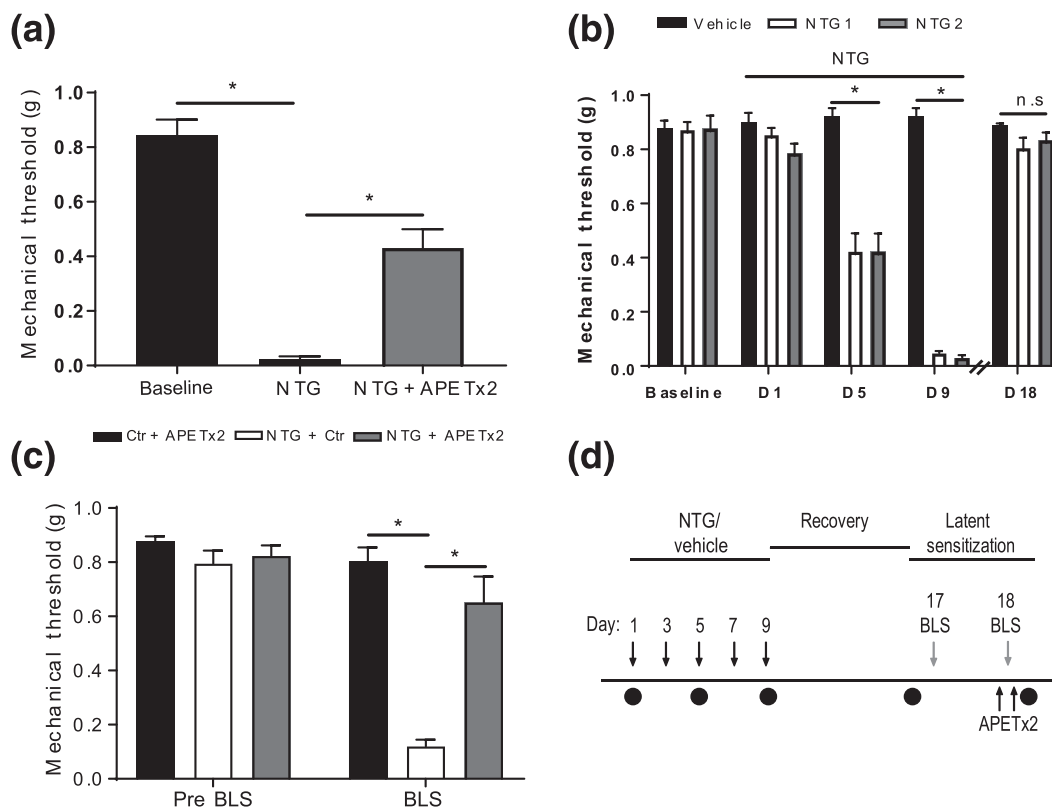 (a)
Mechanical threshold (g)
1.0
0.8
0.6
0.4
0.2
0.0
*
*
Baseline
NTG
NTG + APETx2
(b)
Vehicle NTG 1 NTG 2
NTG
Mechanical threshold (g)
1.0
0.8
0.6
0.4
0.2
0.0
*
*
n.s
Baseline
D1
D5
D9
D18
(c)
Ctr + APETx2 NTG + Ctr NTG + APETx2
Mechanical threshold (g)
1.0
0.8
0.6
0.4
0.2
0.0
*
*
Pre BLS
BLS
(d)
NTG/
vehicle
Recovery
Latent
sensitization
Day: 1 3 5 7 9
17
BLS
18
BLS
APETx2